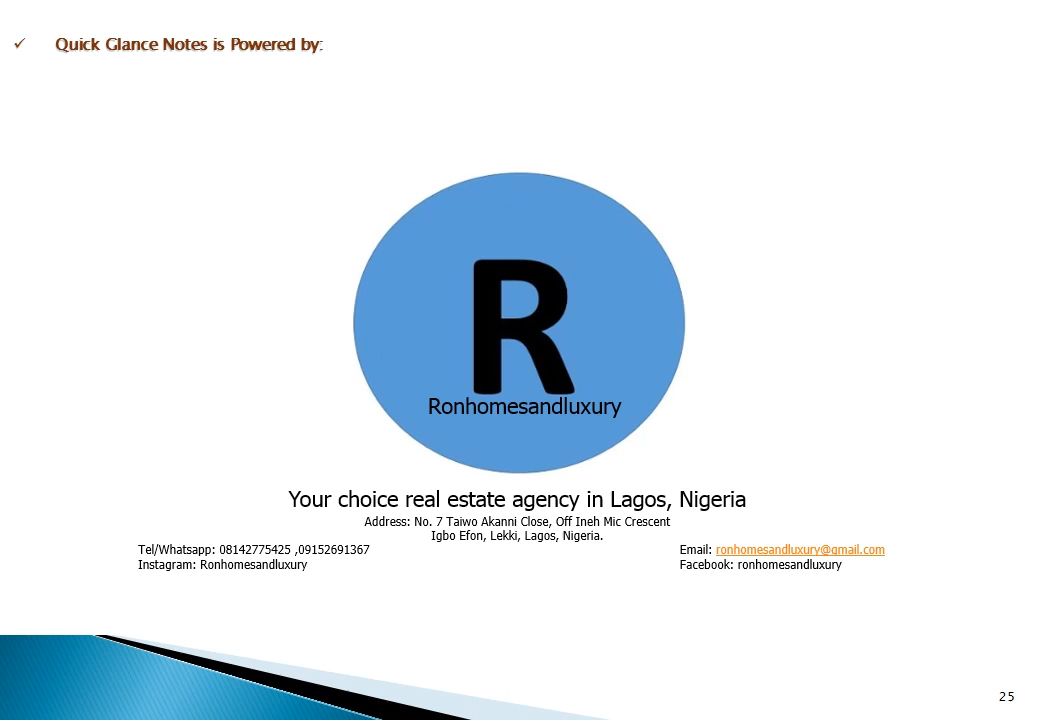 ✓ Quick Glance Notes is Powered by:
R
Ronhomesandluxury
Your choice real estate agency in Lagos, Nigeria
Address: No. 7 Taiwo Akanni Close, Off Ineh Mic Crescent
Igbo Efon, Lekki, Lagos, Nigeria.
Tel/Whatsapp: 08142775425 ,09152691367
Email: ronhomesandluxury@gmail.com
Instagram: Ronhomesandluxury
Facebook: ronhomesandluxury
25